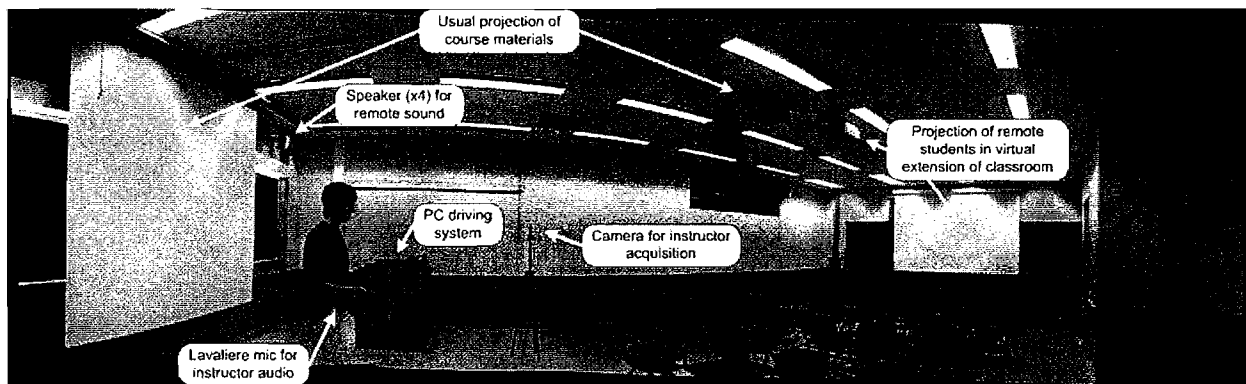 Usual projection of
course materials
Speaker (x4) for
remote sound
Projection of remote
students in virtual
extension of classroom
PC driving
system
Camera for instructor
acquisition
Lavaliere mic for
instructor audio